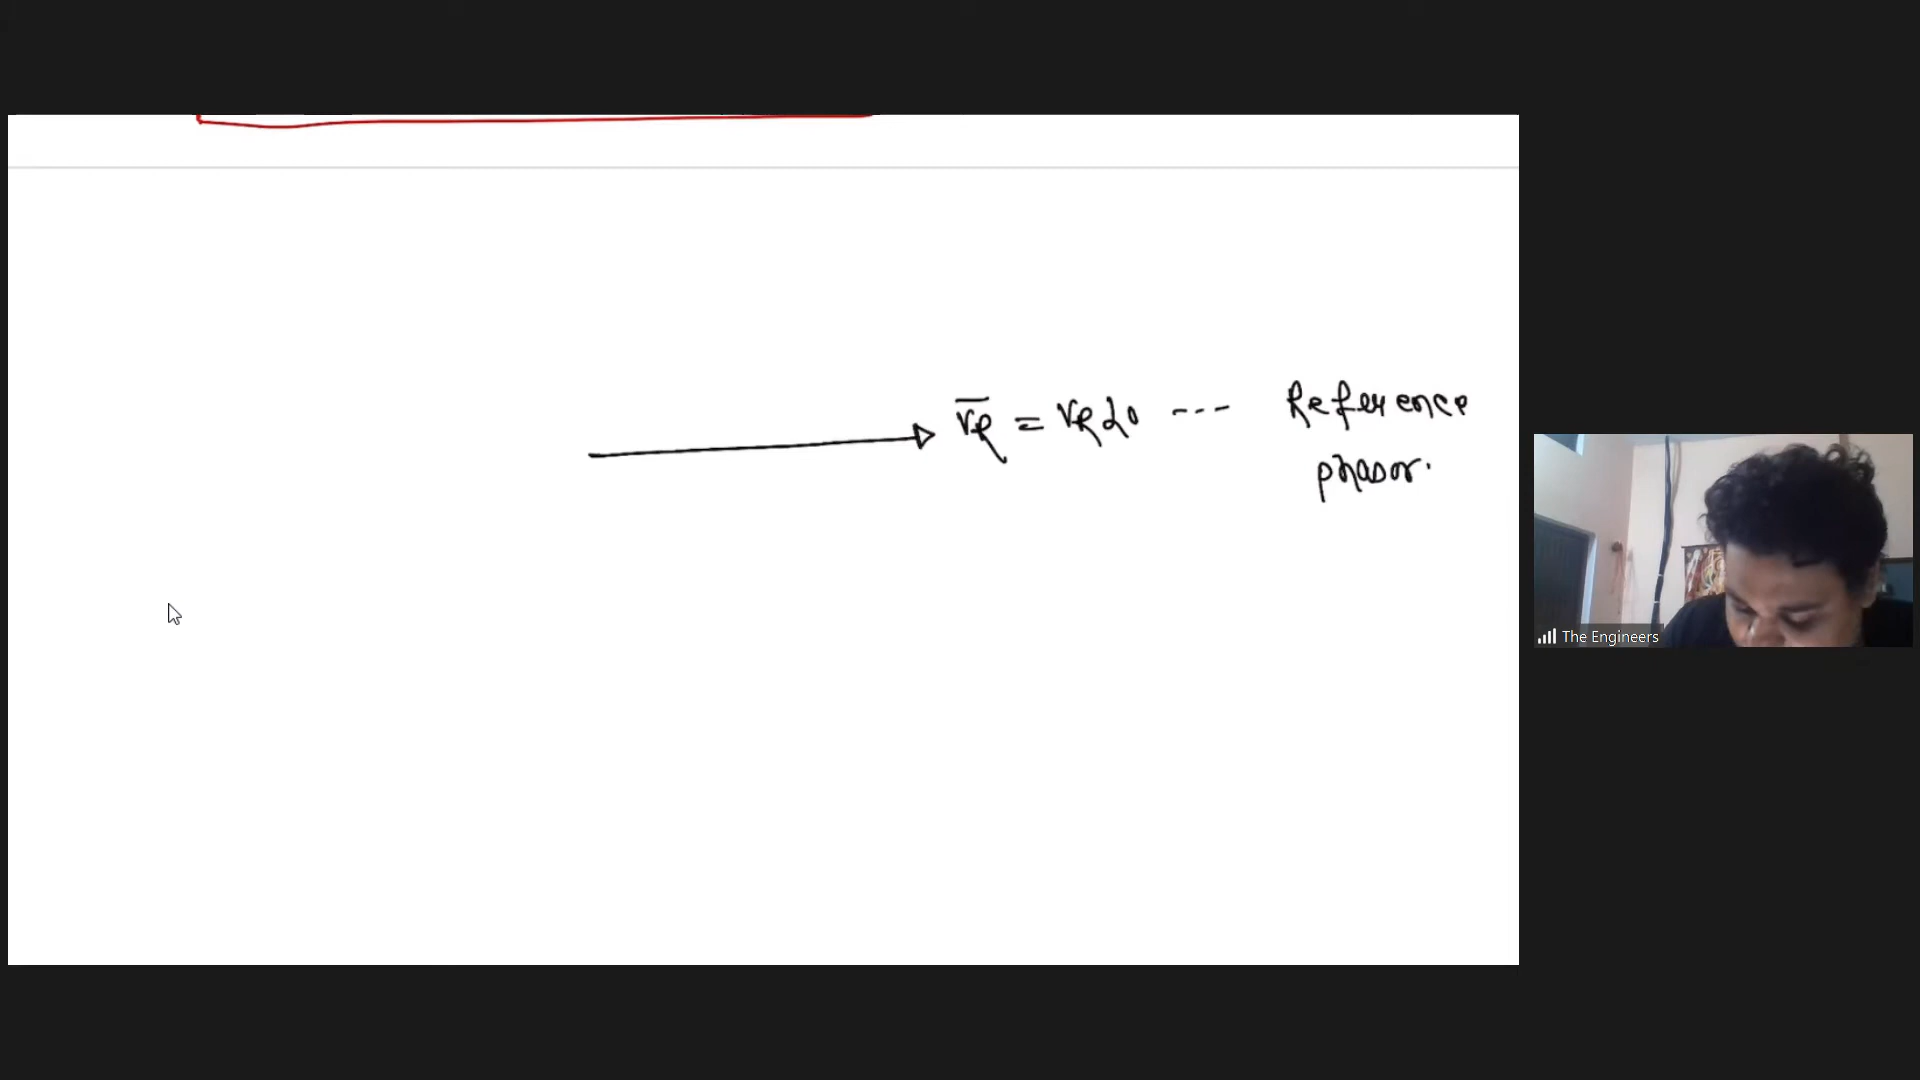 V̅R = VR∠0 --- Reference
phasor.
The Engineers